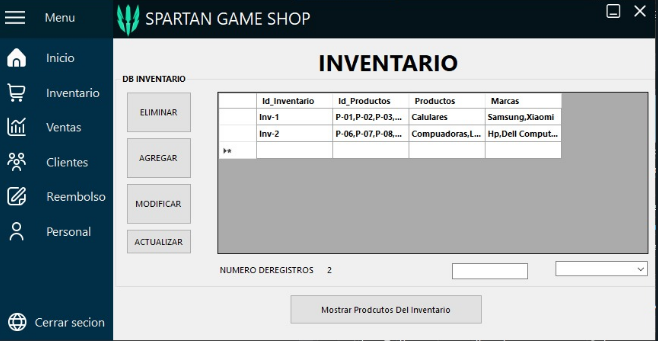 Menu
SPARTAN GAME SHOP
Inicio
Inventario
Ventas
Clientes
Reembolso
Personal
Cerrar secion
INVENTARIO
DB INVENTARIO
ELIMINAR
AGREGAR
MODIFICAR
ACTUALIZAR
Id_Inventario Id_Productos Productos Marcas
Inv-1 P-01,P-02,P-03,... Calulares Samsung,Xiaomi
Inv-2 P-06,P-07,P-08,... Compuadoras,L... Hp,Dell Comput...
NUMERO DEREGISTROS 2
Mostrar Prodcutos Del Inventario